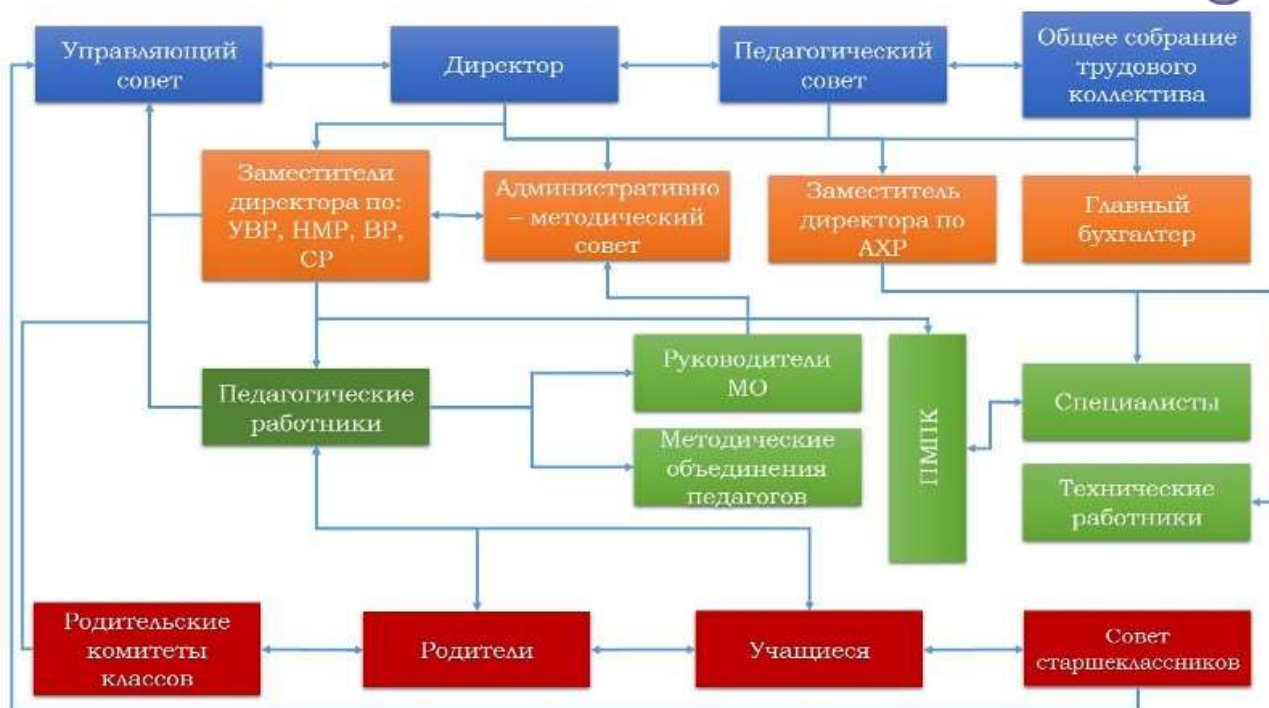 Управляющий
совет
Директор
Педагогический
совет
Общее собрание
трудового
коллектива
Заместители
директора по:
УВР, НМР, ВР,
СР
Административно
– методический
совет
Заместитель
директора по
АХР
Главный
бухгалтер
Педагогические
работники
Руководители
МО
Методические
объединения
педагогов
ПМПК
Специалисты
Технические
работники
Родительские
комитеты
классов
Родители
Учащиеся
Совет
старшеклассников